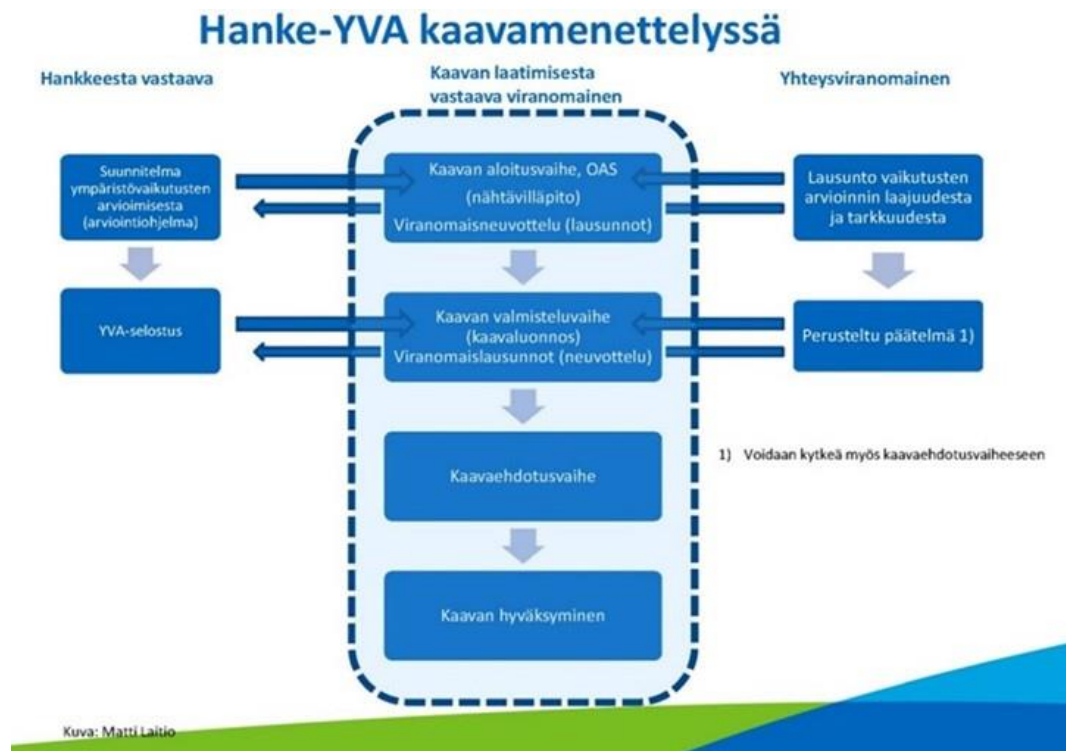 Hanke-YVA kaavamenettelyssä
Hankkeesta vastaava
Kaavan laatimisesta
vastaava viranomainen
Yhteysviranomainen
Suunnitelma
ympäristövaikutusten
arvioimisesta
(arviointiohjelma)
Kaavan aloitusvaihe, OAS
(nähtävilläpito)
Viranomaisneuvottelu (lausunnot)
Lausunto vaikutusten
arvioinnin laajuudesta
ja tarkkuudesta
YVA-selostus
Kaavan valmisteluvaihe
(kaavaluonnos)
Viranomaislausunnot (neuvottelu)
Perusteltu päätelmä 1)
1) Voidaan kytkeä myös kaavaehdotusvaiheeseen
Kaavaehdotusvaihe
Kaavan hyväksyminen
Kuva: Matti Laitio